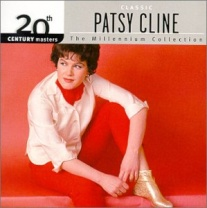 CLASSIC
PATSY CLINE
20th
CENTURY masters
The Millennium Collection